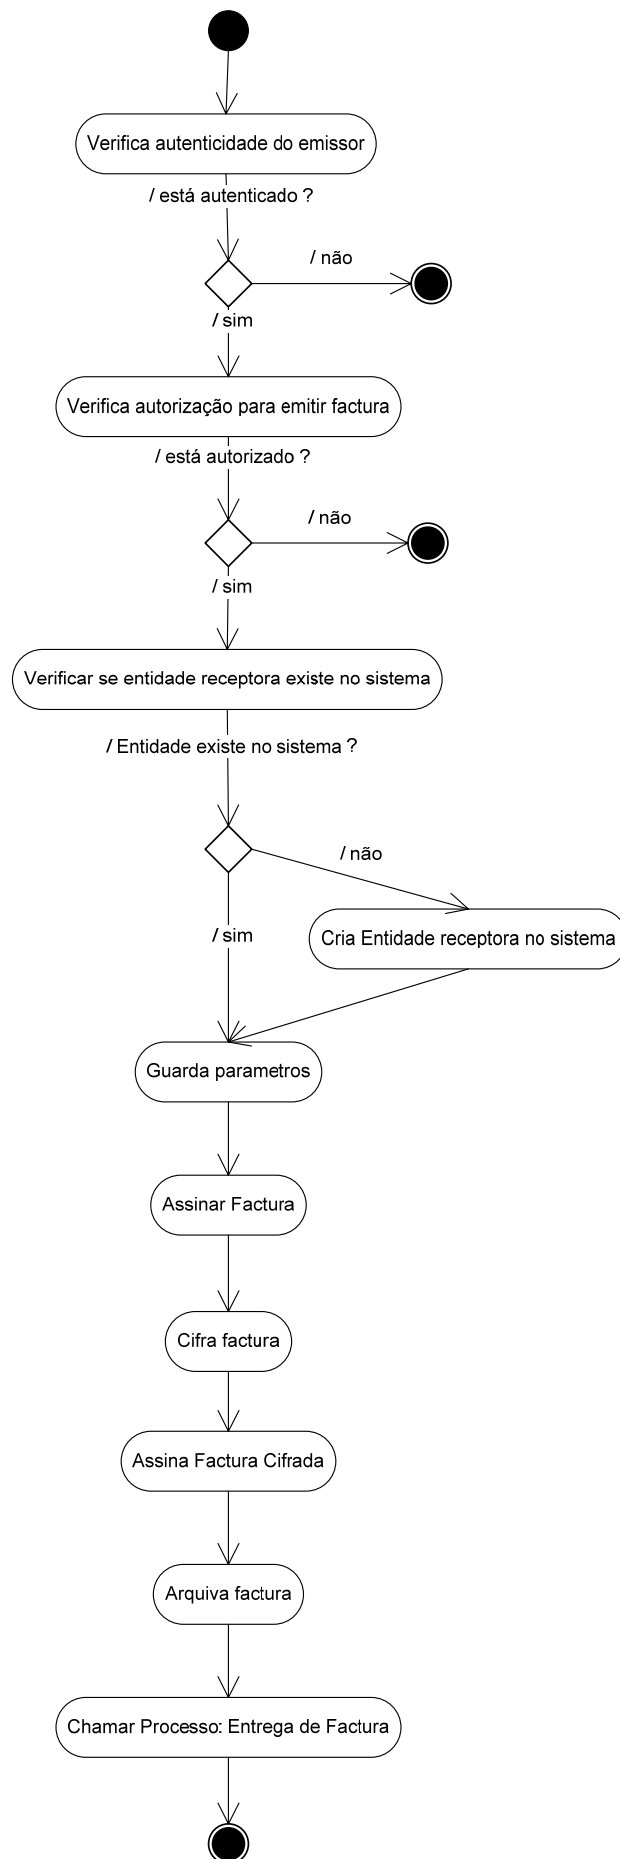 Verifica autenticidade do emissor
/ está autenticado ?
/ não
/ sim
Verifica autorização para emitir factura
/ está autorizado ?
/ não
/ sim
Verificar se entidade receptora existe no sistema
/ Entidade existe no sistema ?
/ não
/ sim
Cria Entidade receptora no sistema
Guarda parametros
Assinar Factura
Cifra factura
Assina Factura Cifrada
Arquiva factura
Chamar Processo: Entrega de Factura